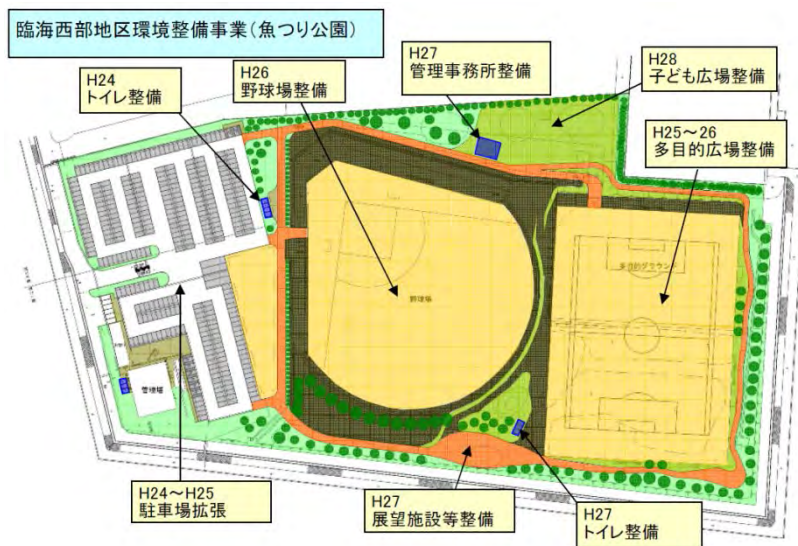 臨海西部地区環境整備事業(魚つり公園)
H24
トイレ整備
H26
野球場整備
H27
管理事務所整備
H28
子ども広場整備
H25~26
多目的広場整備
多目的グラウンド
野球場
管理棟
H24~H25
駐車場拡張
H27
展望施設等整備
H27
トイレ整備